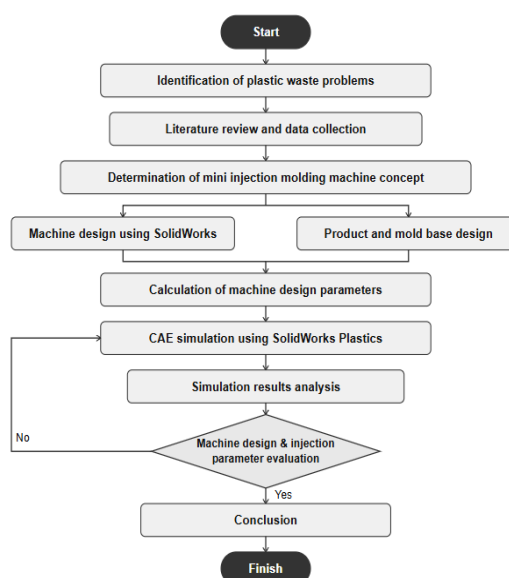 Start
Identification of plastic waste problems
Literature review and data collection
Determination of mini injection molding machine concept
Machine design using SolidWorks
Product and mold base design
Calculation of machine design parameters
CAE simulation using SolidWorks Plastics
Simulation results analysis
Machine design & injection
parameter evaluation
No
Yes
Conclusion
Finish